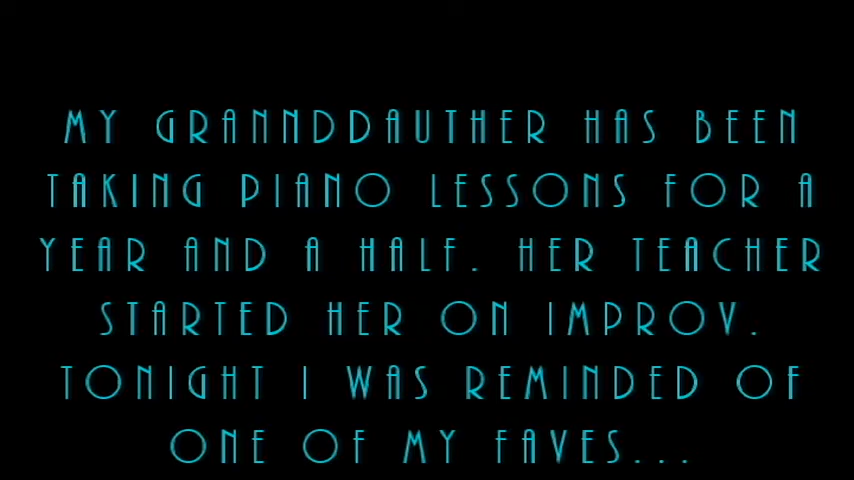 MY GRANNDDAUTHER HAS BEEN
TAKING PIANO LESSONS FOR A
YEAR AND A HALF. HER TEACHER
STARTED HER ON IMPROV.
TONIGHT I WAS REMINDED OF
ONE OF MY FAVES...